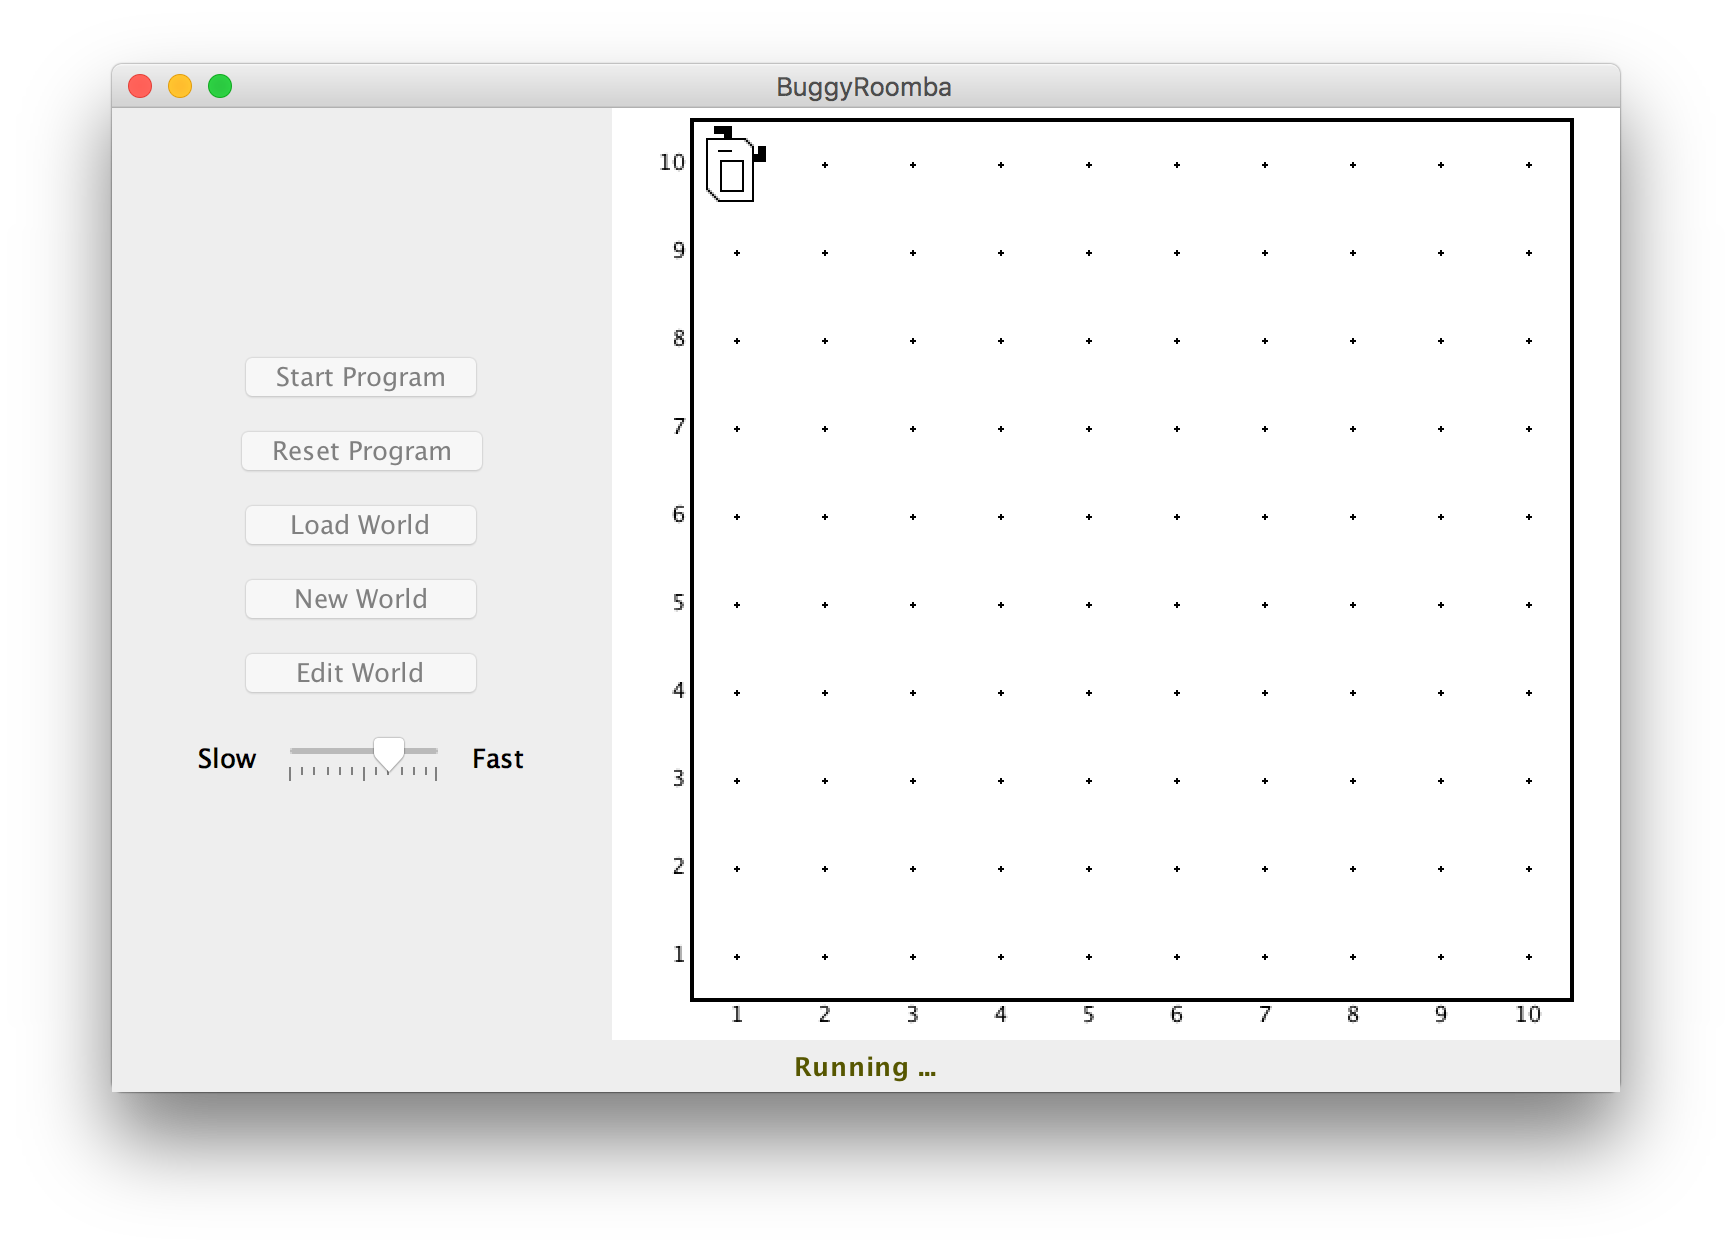 BuggyRoomba
Start Program
Reset Program
Load World
New World
Edit World
Slow Fast
10
9
8
7
6
5
4
3
2
1
1 2 3 4 5 6 7 8 9 10
Running ...